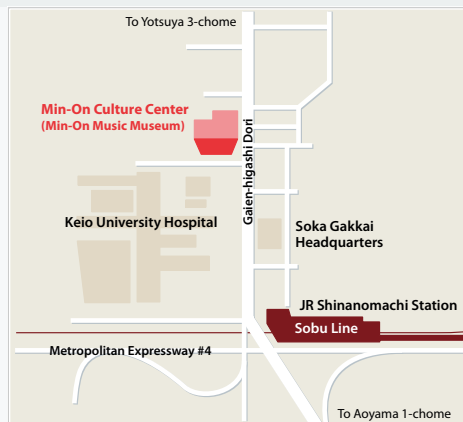 To Yotsuya 3-chome
Min-On Culture Center
(Min-On Music Museum)
Gaien-higashi Dori
Keio University Hospital
Soka Gakkai
Headquarters
JR Shinanomachi Station
Sobu Line
Metropolitan Expressway #4
To Aoyama 1-chome